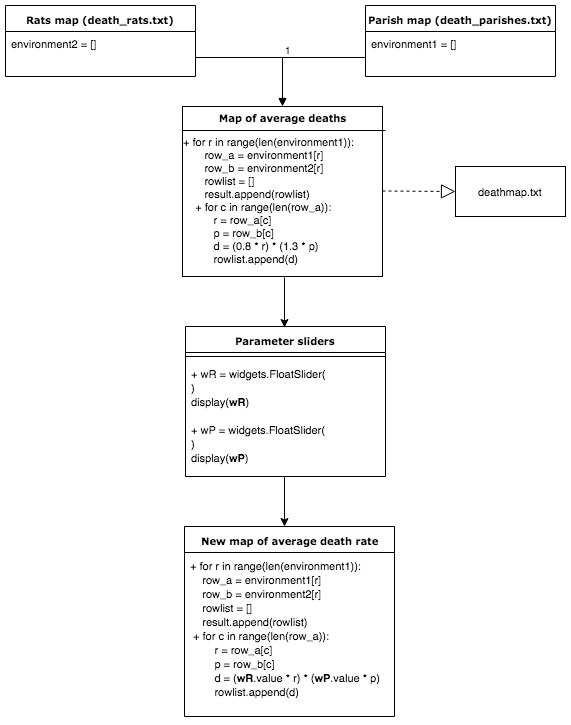 Rats map (death_rats.txt)
environment2 = []
Parish map (death_parishes.txt)
environment1 = []
1
Map of average deaths
+ for r in range(len(environment1)):
row_a = environment1[r]
row_b = environment2[r]
rowlist = []
result.append(rowlist)
+ for c in range(len(row_a)):
r = row_a[c]
p = row_b[c]
d = (0.8 * r) * (1.3 * p)
rowlist.append(d)
deathmap.txt
Parameter sliders
+ wR = widgets.FloatSlider(
)
display(wR)
+ wP = widgets.FloatSlider(
)
display(wP)
New map of average death rate
+ for r in range(len(environment1)):
row_a = environment1[r]
row_b = environment2[r]
rowlist = []
result.append(rowlist)
+ for c in range(len(row_a)):
r = row_a[c]
p = row_b[c]
d = (wR.value * r) * (wP.value * p)
rowlist.append(d)